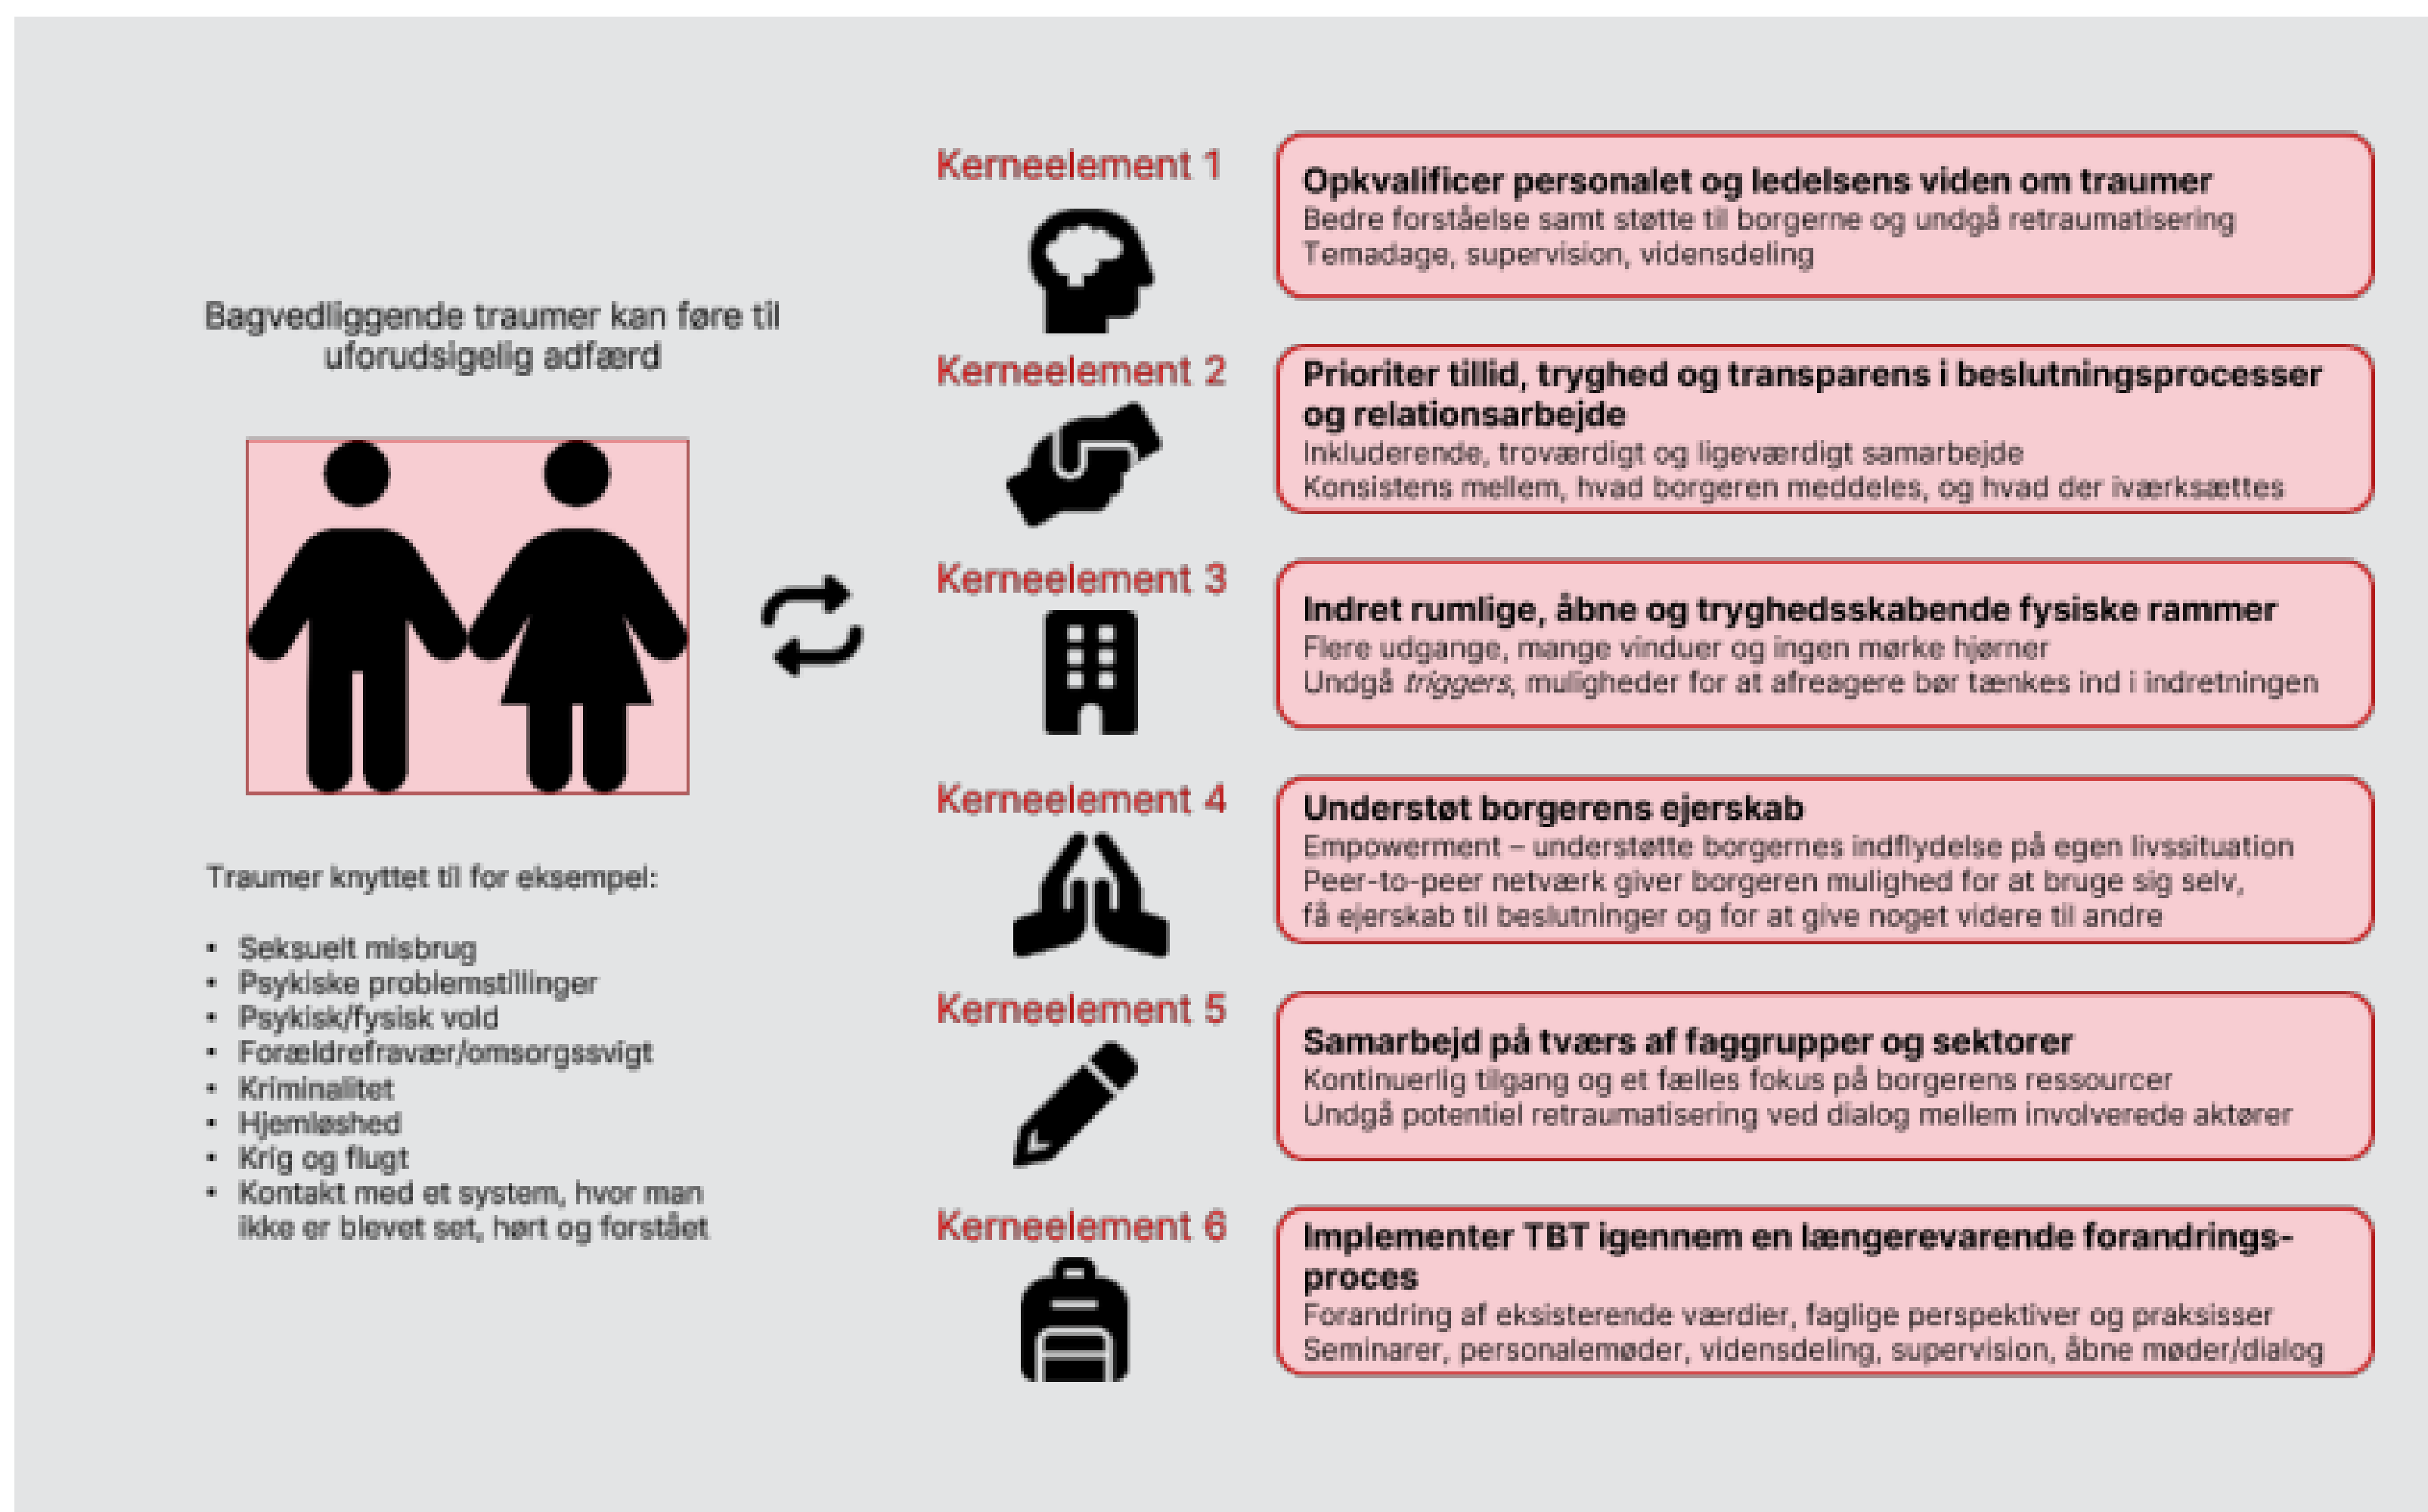 Bagvedliggende traumer kan føre til
uforudsigelig adfærd
Traumer knyttet til for eksempel:
• Seksuelt misbrug
• Psykiske problemstillinger
• Psykisk/fysisk vold
• Forældrefravær/omsorgssvigt
• Kriminalitet
• Hjemløshed
• Krig og flugt
• Kontakt med et system, hvor man
ikke er blevet set, hørt og forstået
Kerneelement 1
Opkvalificer personalet og ledelsens viden om traumer
Bedre forståelse samt støtte til borgerne og undgå retraumatisering
Temadage, supervision, vidensdeling
Kerneelement 2
Prioriter tillid, tryghed og transparens i beslutningsprocesser
og relationsarbejde
Inkluderende, troværdigt og ligeværdigt samarbejde
Konsistens mellem, hvad borgeren meddeles, og hvad der iværksættes
Kerneelement 3
Indret rumlige, åbne og tryghedsskabende fysiske rammer
Flere udgange, mange vinduer og ingen mørke hjørner
Undgå triggers, muligheder for at afreagere bør tænkes ind i indretningen
Kerneelement 4
Understøt borgerens ejerskab
Empowerment – understøtte borgernes indflydelse på egen livssituation
Peer-to-peer netværk giver borgeren mulighed for at bruge sig selv,
få ejerskab til beslutninger og for at give noget videre til andre
Kerneelement 5
Samarbejd på tværs af faggrupper og sektorer
Kontinuerlig tilgang og et fælles fokus på borgerens ressourcer
Undgå potentiel retraumatisering ved dialog mellem involverede aktører
Kerneelement 6
Implementer TBT igennem en længerevarende forandrings-
proces
Forandring af eksisterende værdier, faglige perspektiver og praksisser
Seminarer, personalemøder, vidensdeling, supervision, åbne møder/dialog